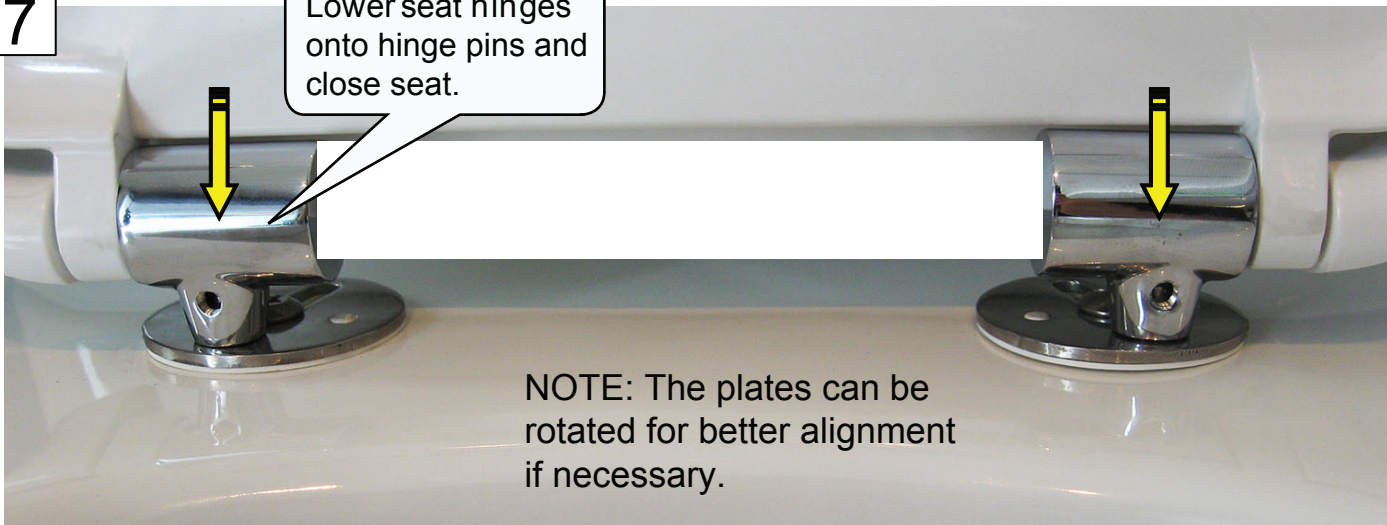 7
Lower seat hinges
onto hinge pins and
close seat.
NOTE: The plates can be
rotated for better alignment
if necessary.